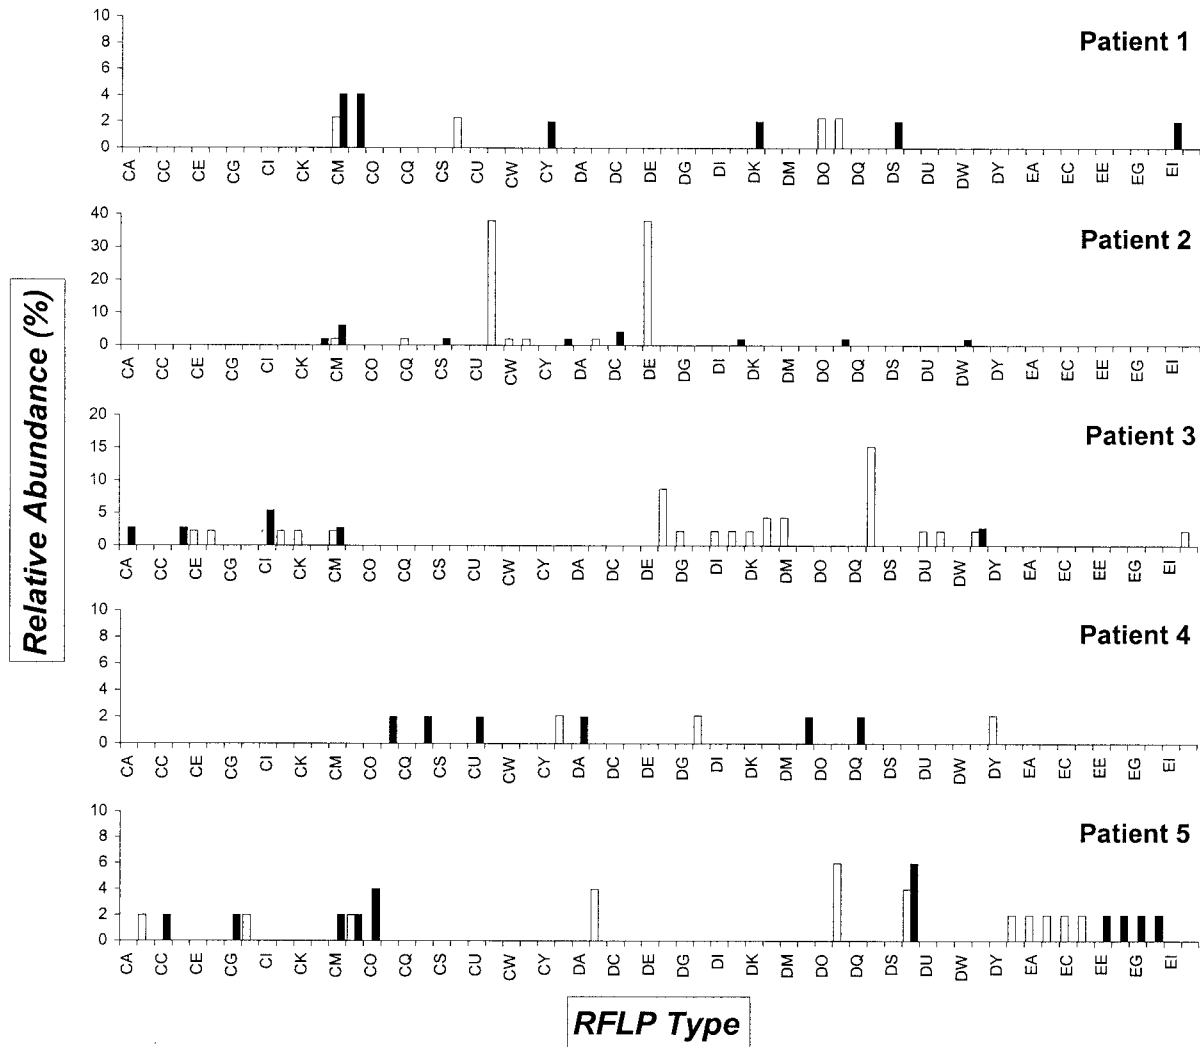 10
8
6
4
2
0
Patient 1
CA CC CE CG CI CK CM CO CQ CS CU CW CY DA DC DE DG DI DK DM DO DQ DS DU DW DY EA EC EE EG EI
40
30
20
10
0
Patient 2
CA CC CE CG CI CK CM CO CQ CS CU CW CY DA DC DE DG DI DK DM DO DQ DS DU DW DY EA EC EE EG EI
Relative Abundance (%)
20
15
10
5
0
Patient 3
CA CC CE CG CI CK CM CO CQ CS CU CW CY DA DC DE DG DI DK DM DO DQ DS DU DW DY EA EC EE EG EI
10
8
6
4
2
0
Patient 4
CA CC CE CG CI CK CM CO CQ CS CU CW CY DA DC DE DG DI DK DM DO DQ DS DU DW DY EA EC EE EG EI
10
8
6
4
2
0
Patient 5
CA CC CE CG CI CK CM CO CQ CS CU CW CY DA DC DE DG DI DK DM DO DQ DS DU DW DY EA EC EE EG EI
RFLP Type